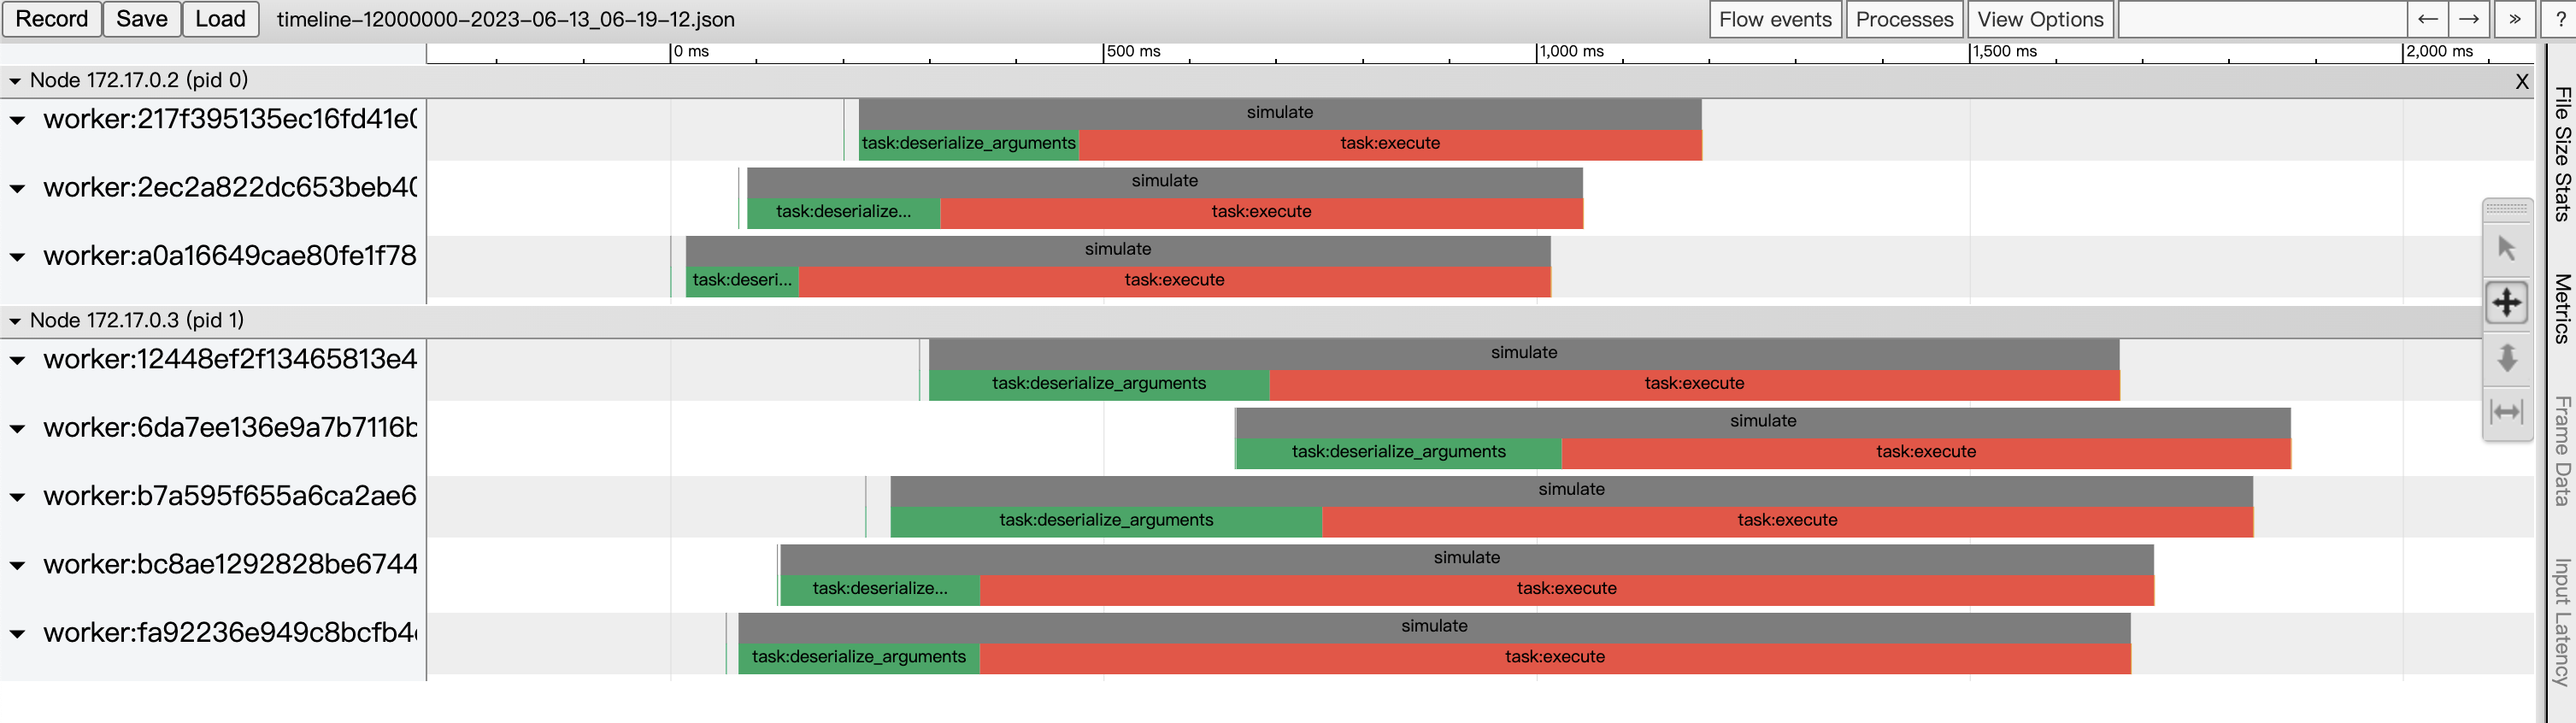 Record Save Load timeline-12000000-2023-06-13_06-19-12.json Flow events Processes View Options ← → » ?
0 ms 500 ms 1,000 ms 1,500 ms 2,000 ms
Node 172.17.0.2 (pid 0) X
worker:217f395135ec16fd41e0
simulate
task:deserialize_arguments task:execute
worker:2ec2a822dc653beb40
simulate
task:deserialize... task:execute
worker:a0a16649cae80fe1f78
simulate
task:deseri... task:execute
Node 172.17.0.3 (pid 1)
worker:12448ef2f13465813e4
simulate
task:deserialize_arguments task:execute
worker:6da7ee136e9a7b7116b
simulate
task:deserialize_arguments task:execute
worker:b7a595f655a6ca2ae6
simulate
task:deserialize_arguments task:execute
worker:bc8ae1292828be6744
simulate
task:deserialize... task:execute
worker:fa92236e949c8bcfb4
simulate
task:deserialize_arguments task:execute
File Size Stats
Metrics
Frame Data
Input Latency